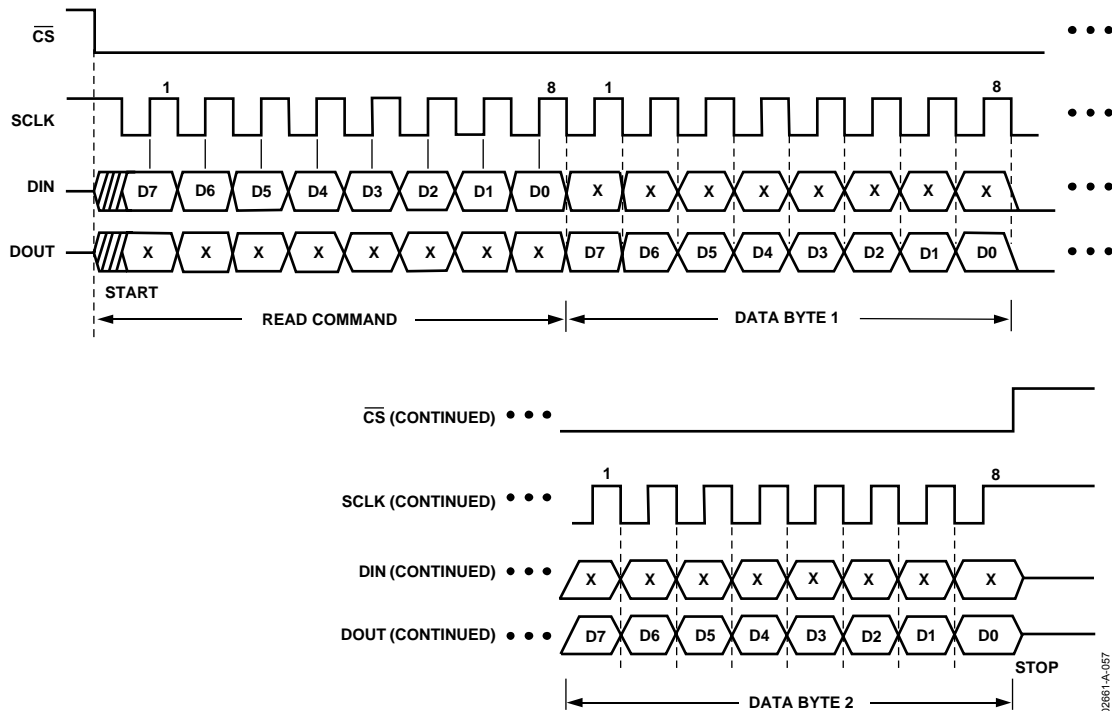 CS
1 8 1 8
SCLK
DIN D7 D6 D5 D4 D3 D2 D1 D0 X X X X X X X X
DOUT X X X X X X X X D7 D6 D5 D4 D3 D2 D1 D0
START
READ COMMAND DATA BYTE 1
CS (CONTINUED)
1 8
SCLK (CONTINUED)
DIN (CONTINUED) X X X X X X X X
DOUT (CONTINUED) D7 D6 D5 D4 D3 D2 D1 D0
STOP
DATA BYTE 2
02661-A-057